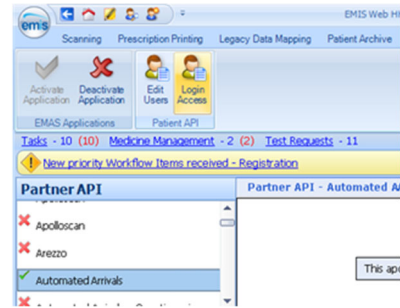 emis
EMIS Web H
Scanning Prescription Printing Legacy Data Mapping Patient Archive
Activate Application Deactivate Application Edit Users Login Access
EMAS Applications Patient API
Tasks - 10 (10) Medicine Management - 2 (2) Test Requests - 11
New priority Workflow Items received - Registration
Partner API Partner API - Automated A
Apolloscan
Arezzo
This ap
Automated Arrivals